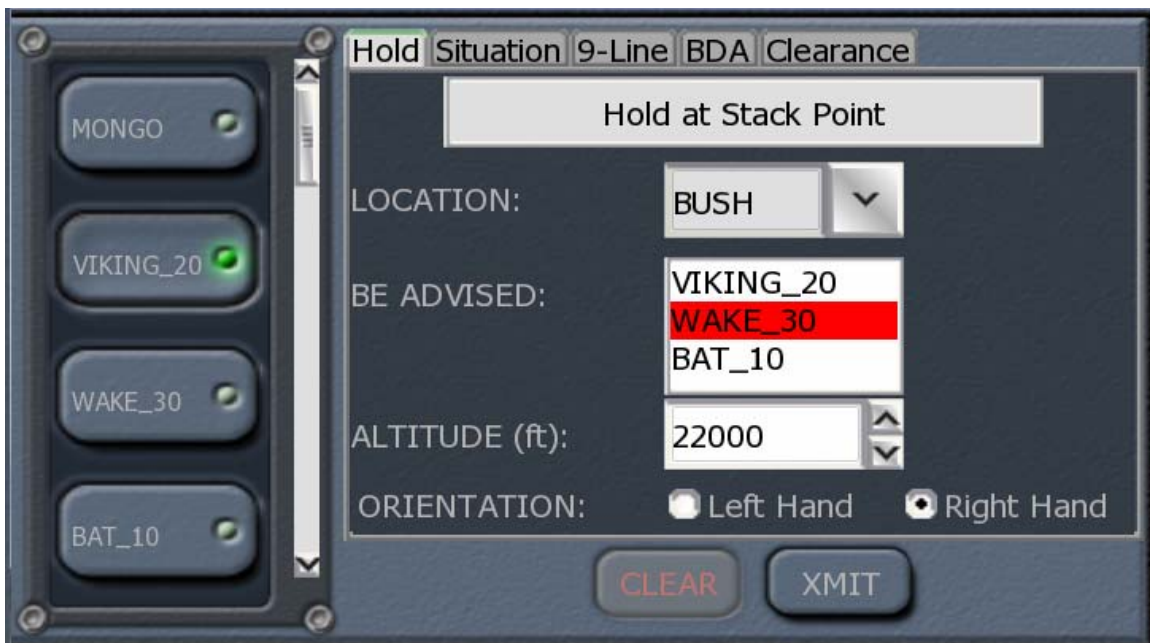 MONGO
VIKING_20
WAKE_30
BAT_10
Hold Situation 9-Line BDA Clearance
Hold at Stack Point
LOCATION: BUSH
BE ADVISED: VIKING_20
WAKE_30
BAT_10
ALTITUDE (ft): 22000
ORIENTATION: Left Hand Right Hand
CLEAR XMIT